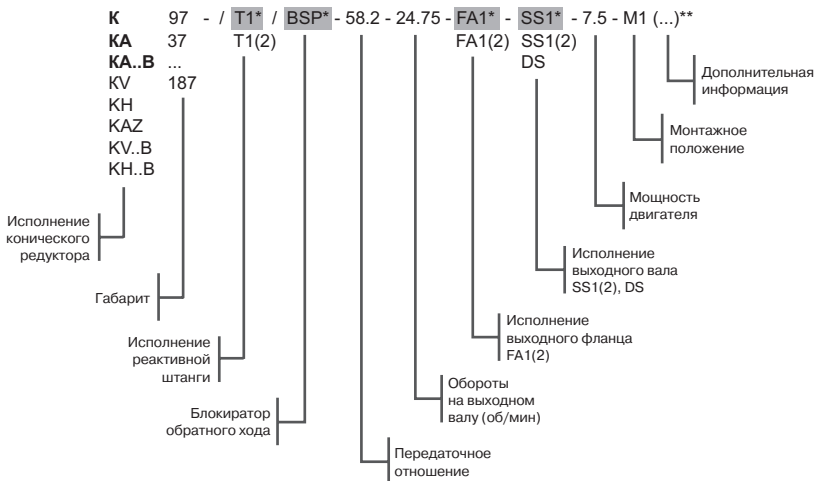 К 97 - / T1* / BSP* - 58.2 - 24.75 - FA1* - SS1* - 7.5 - M1 (...)**
КА 37 T1(2) FA1(2) SS1(2)
КА..В ... DS
KV 187
KH
KAZ
KV..B
KH..B
Дополнительная
информация
Монтажное
положение
Мощность
двигателя
Исполнение
конического
редуктора
Исполнение
выходного вала
SS1(2), DS
Габарит
Исполнение
выходного фланца
FA1(2)
Исполнение
реактивной
штанги
Обороты
на выходном
валу (об/мин)
Блокиратор
обратного хода
Передаточное
отношение